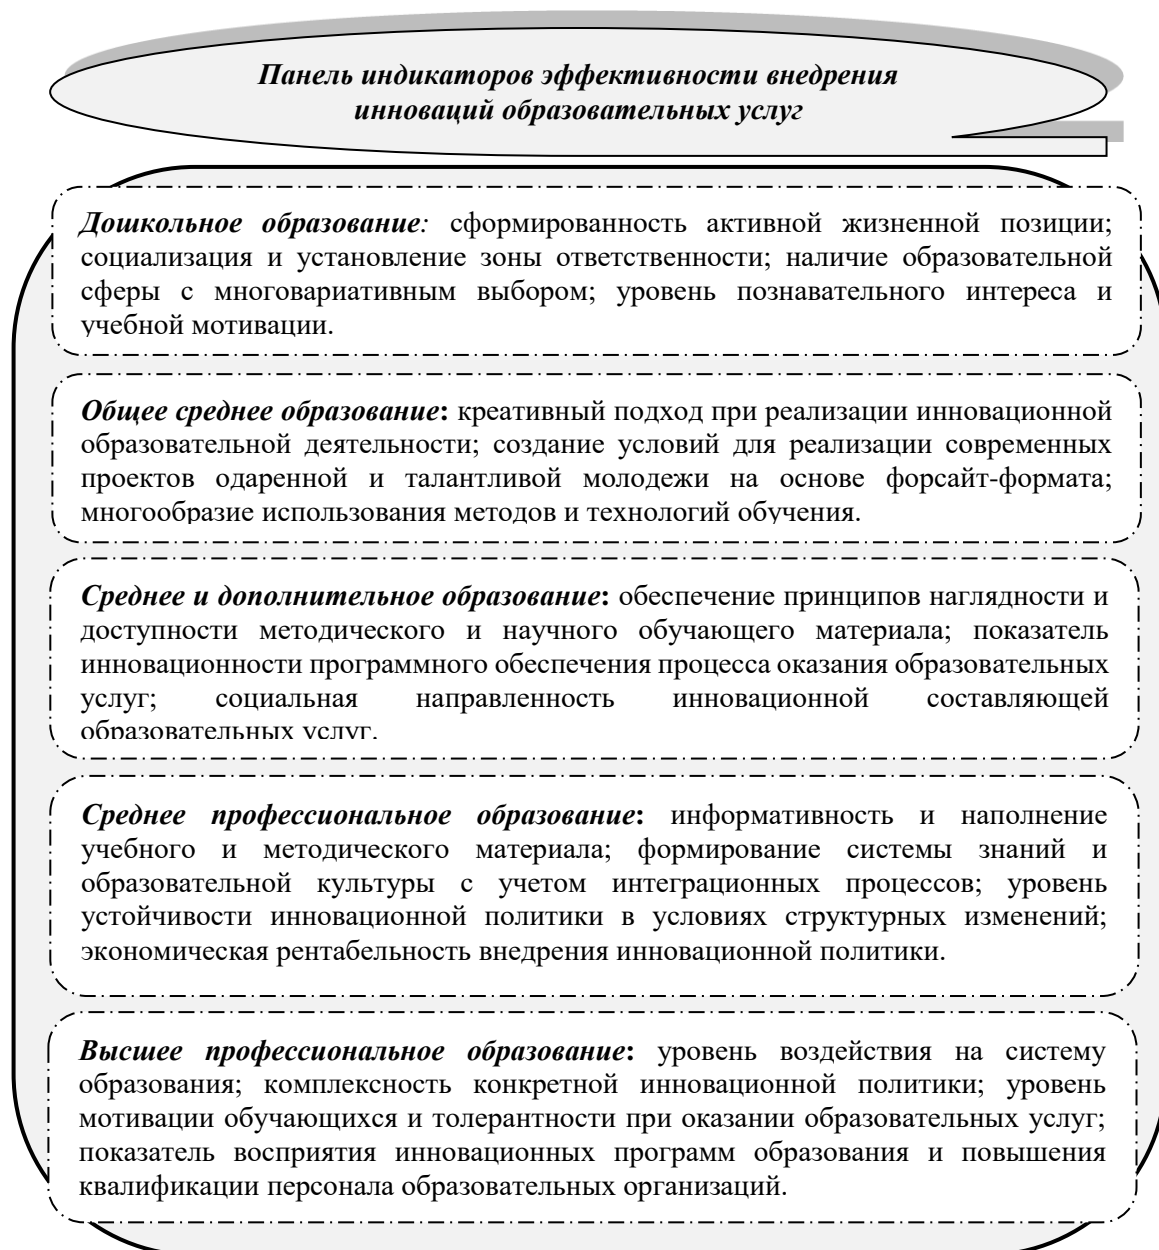 Панель индикаторов эффективности внедрения
инноваций образовательных услуг
Дошкольное образование: сформированность активной жизненной позиции;
социализация и установление зоны ответственности; наличие образовательной
сферы с многовариативным выбором; уровень познавательного интереса и
учебной мотивации.
Общее среднее образование: креативный подход при реализации инновационной
образовательной деятельности; создание условий для реализации современных
проектов одаренной и талантливой молодежи на основе форсайт-формата;
многообразие использования методов и технологий обучения.
Среднее и дополнительное образование: обеспечение принципов наглядности и
доступности методического и научного обучающего материала; показатель
инновационности программного обеспечения процесса оказания образовательных
услуг; социальная направленность инновационной составляющей
образовательных услуг.
Среднее профессиональное образование: информативность и наполнение
учебного и методического материала; формирование системы знаний и
образовательной культуры с учетом интеграционных процессов; уровень
устойчивости инновационной политики в условиях структурных изменений;
экономическая рентабельность внедрения инновационной политики.
Высшее профессиональное образование: уровень воздействия на систему
образования; комплексность конкретной инновационной политики; уровень
мотивации обучающихся и толерантности при оказании образовательных услуг;
показатель восприятия инновационных программ образования и повышения
квалификации персонала образовательных организаций.